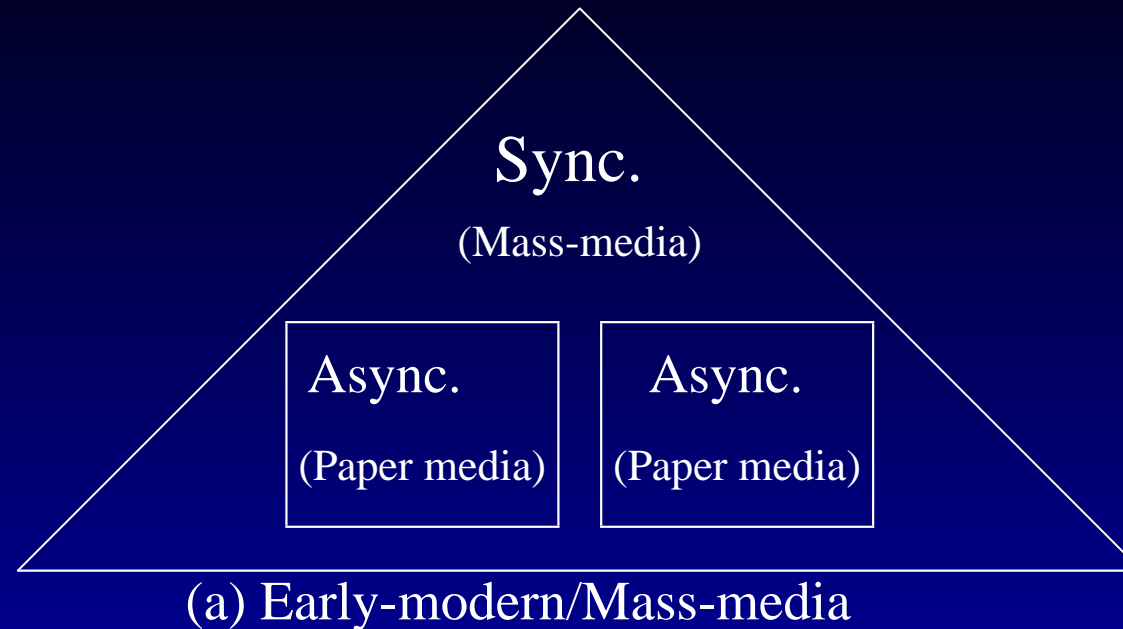 Sync.
(Mass-media)
Async. Async.
(Paper media) (Paper media)
(a) Early-modern/Mass-media